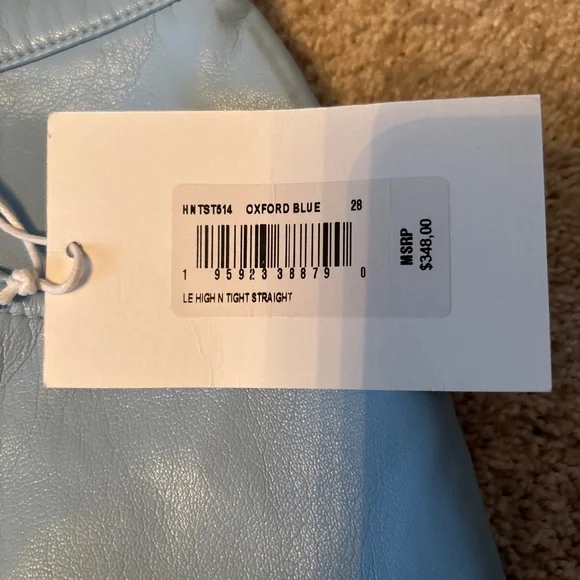 HNTST514 OXFORD BLUE 28
1 95923 38879 0
LE HIGH N TIGHT STRAIGHT
MSRP
$348,00